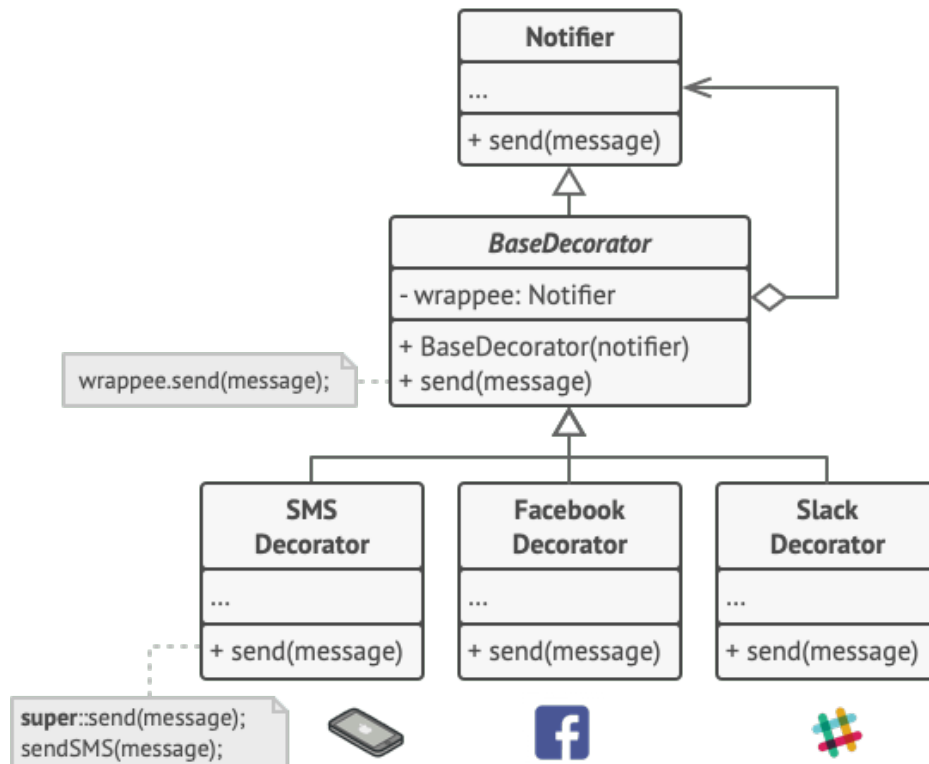 Notifier
...
+ send(message)
BaseDecorator
- wrappee: Notifier
+ BaseDecorator(notifier)
+ send(message)
wrappee.send(message);
SMS
Decorator
...
+ send(message)
Facebook
Decorator
...
+ send(message)
Slack
Decorator
...
+ send(message)
super::send(message);
sendSMS(message);
f